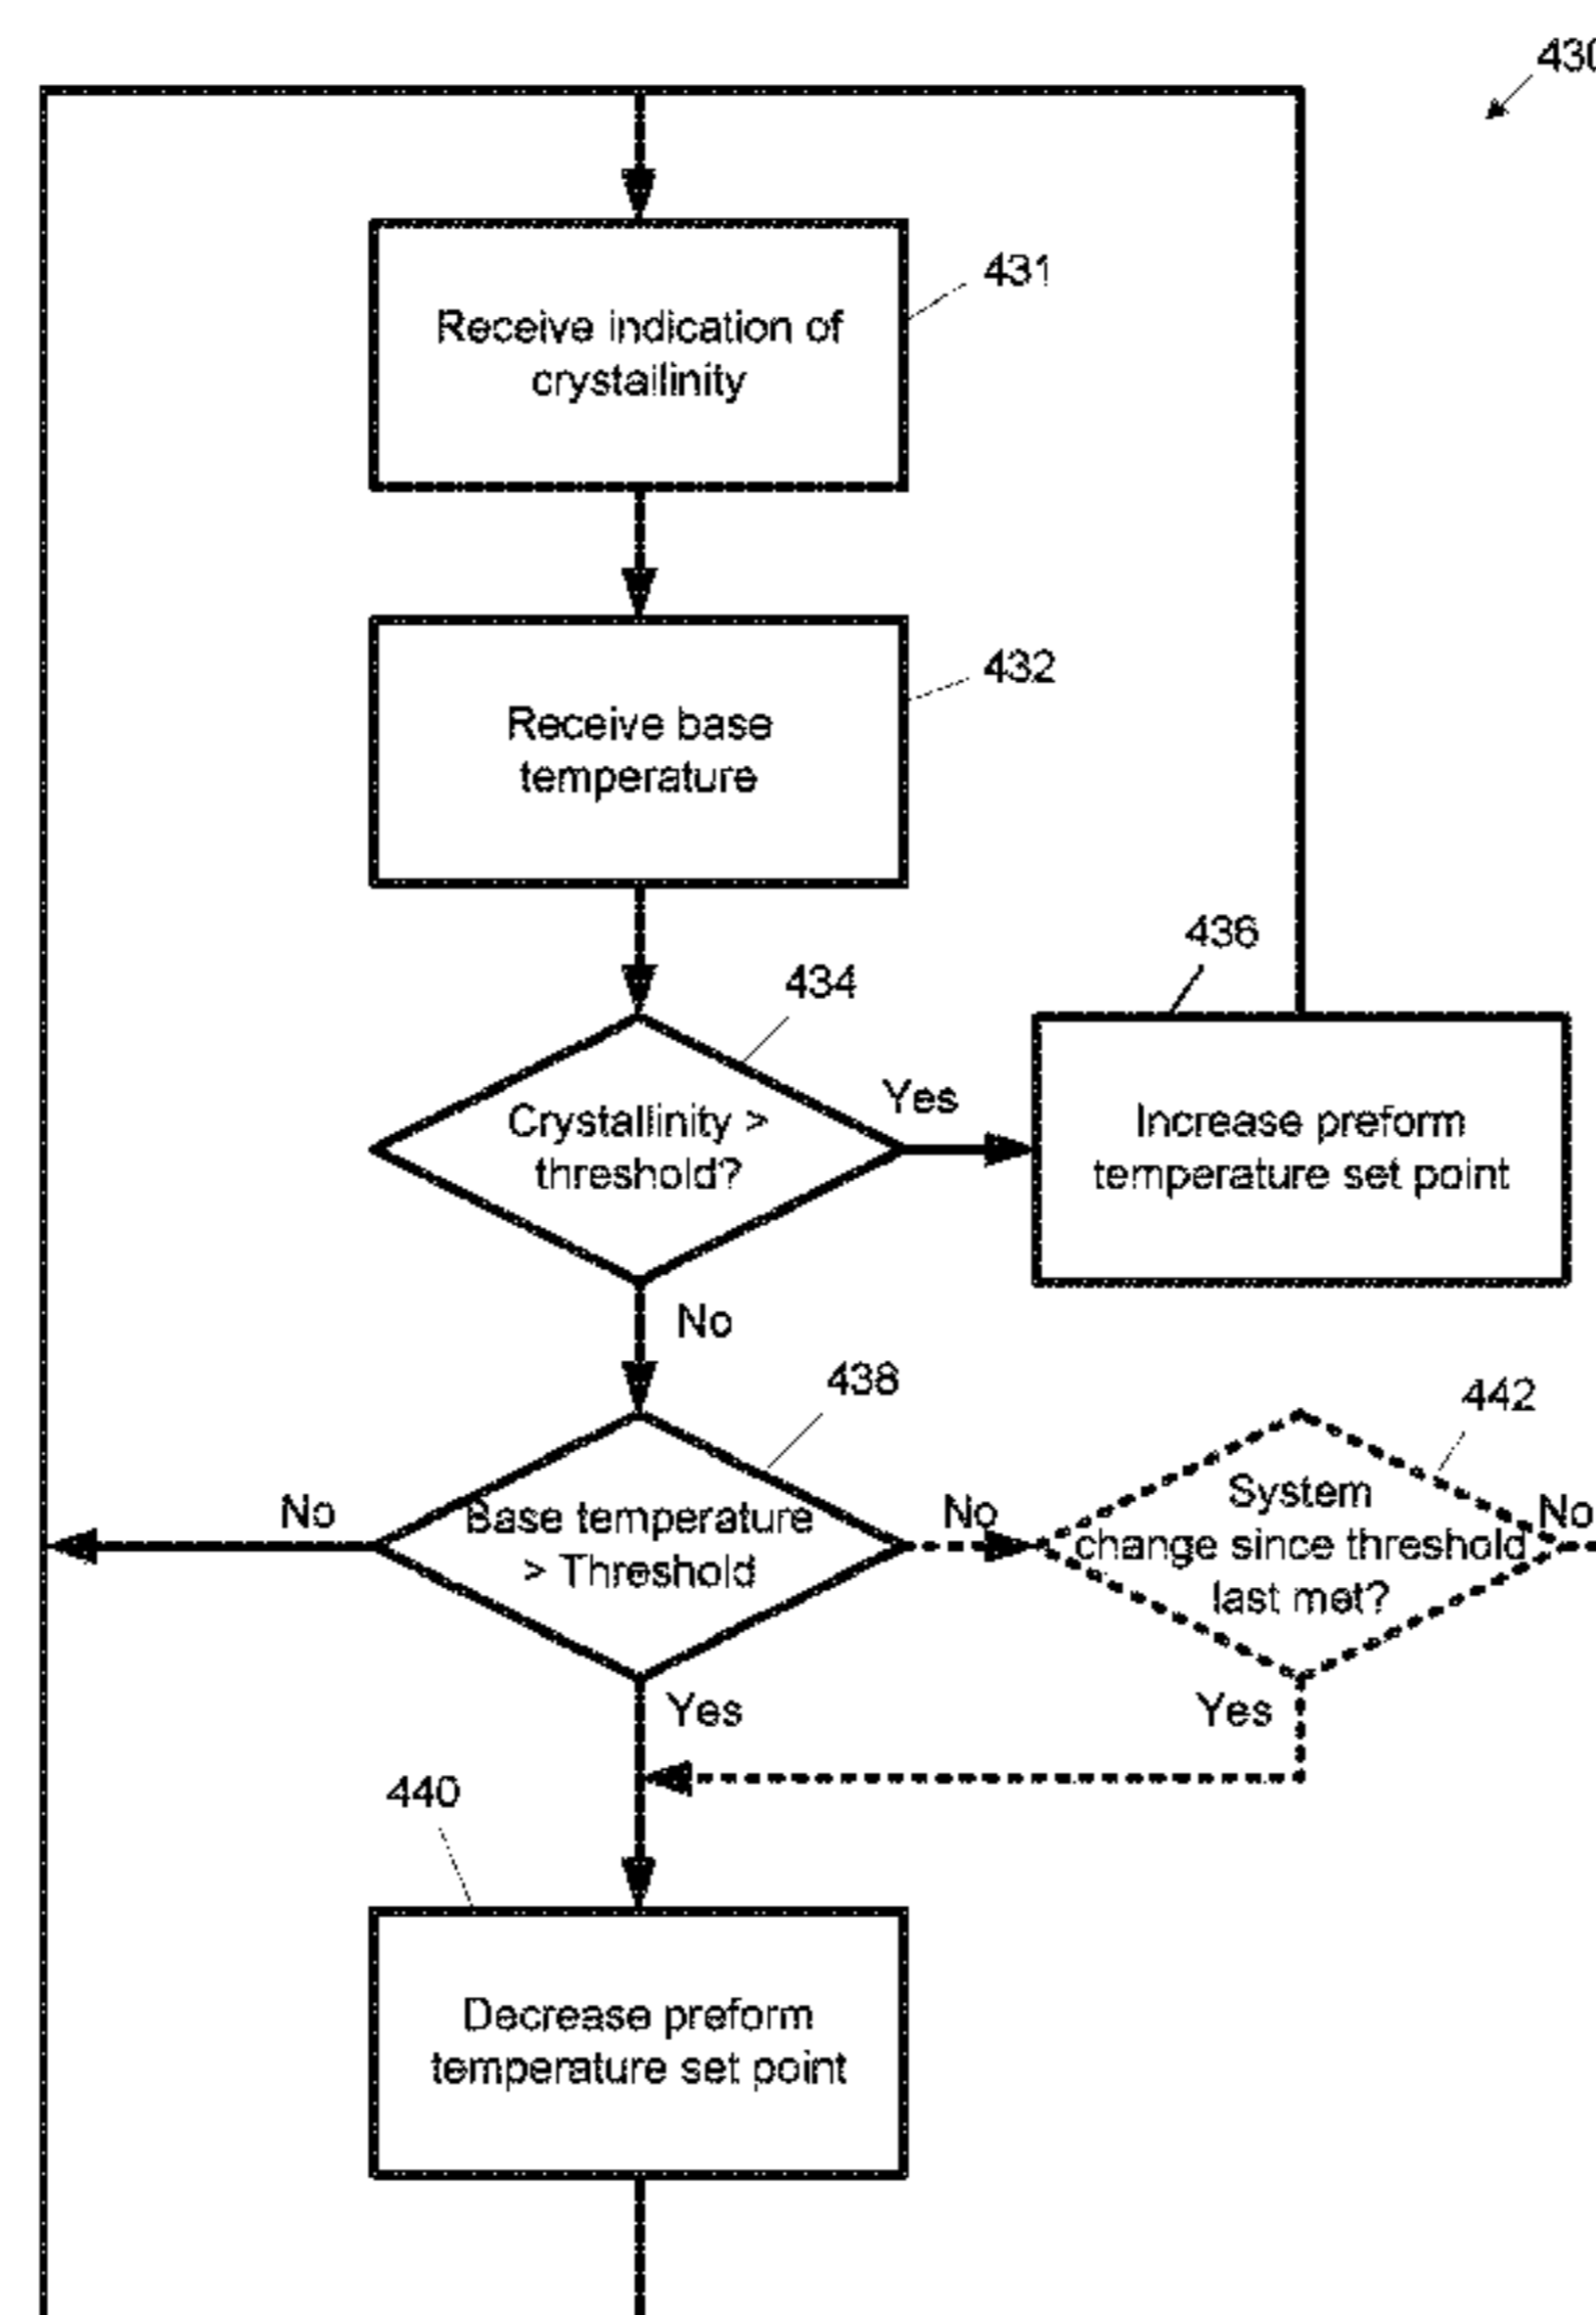 430
431
Receive indication of
crystallinity
432
Receive base
temperature
436
434
Yes
Crystallinity >
threshold?
Increase preform
temperature set point
No
438
442
No
Base temperature
> Threshold
No
System
change since threshold
last met?
No
Yes
Yes
440
Decrease preform
temperature set point